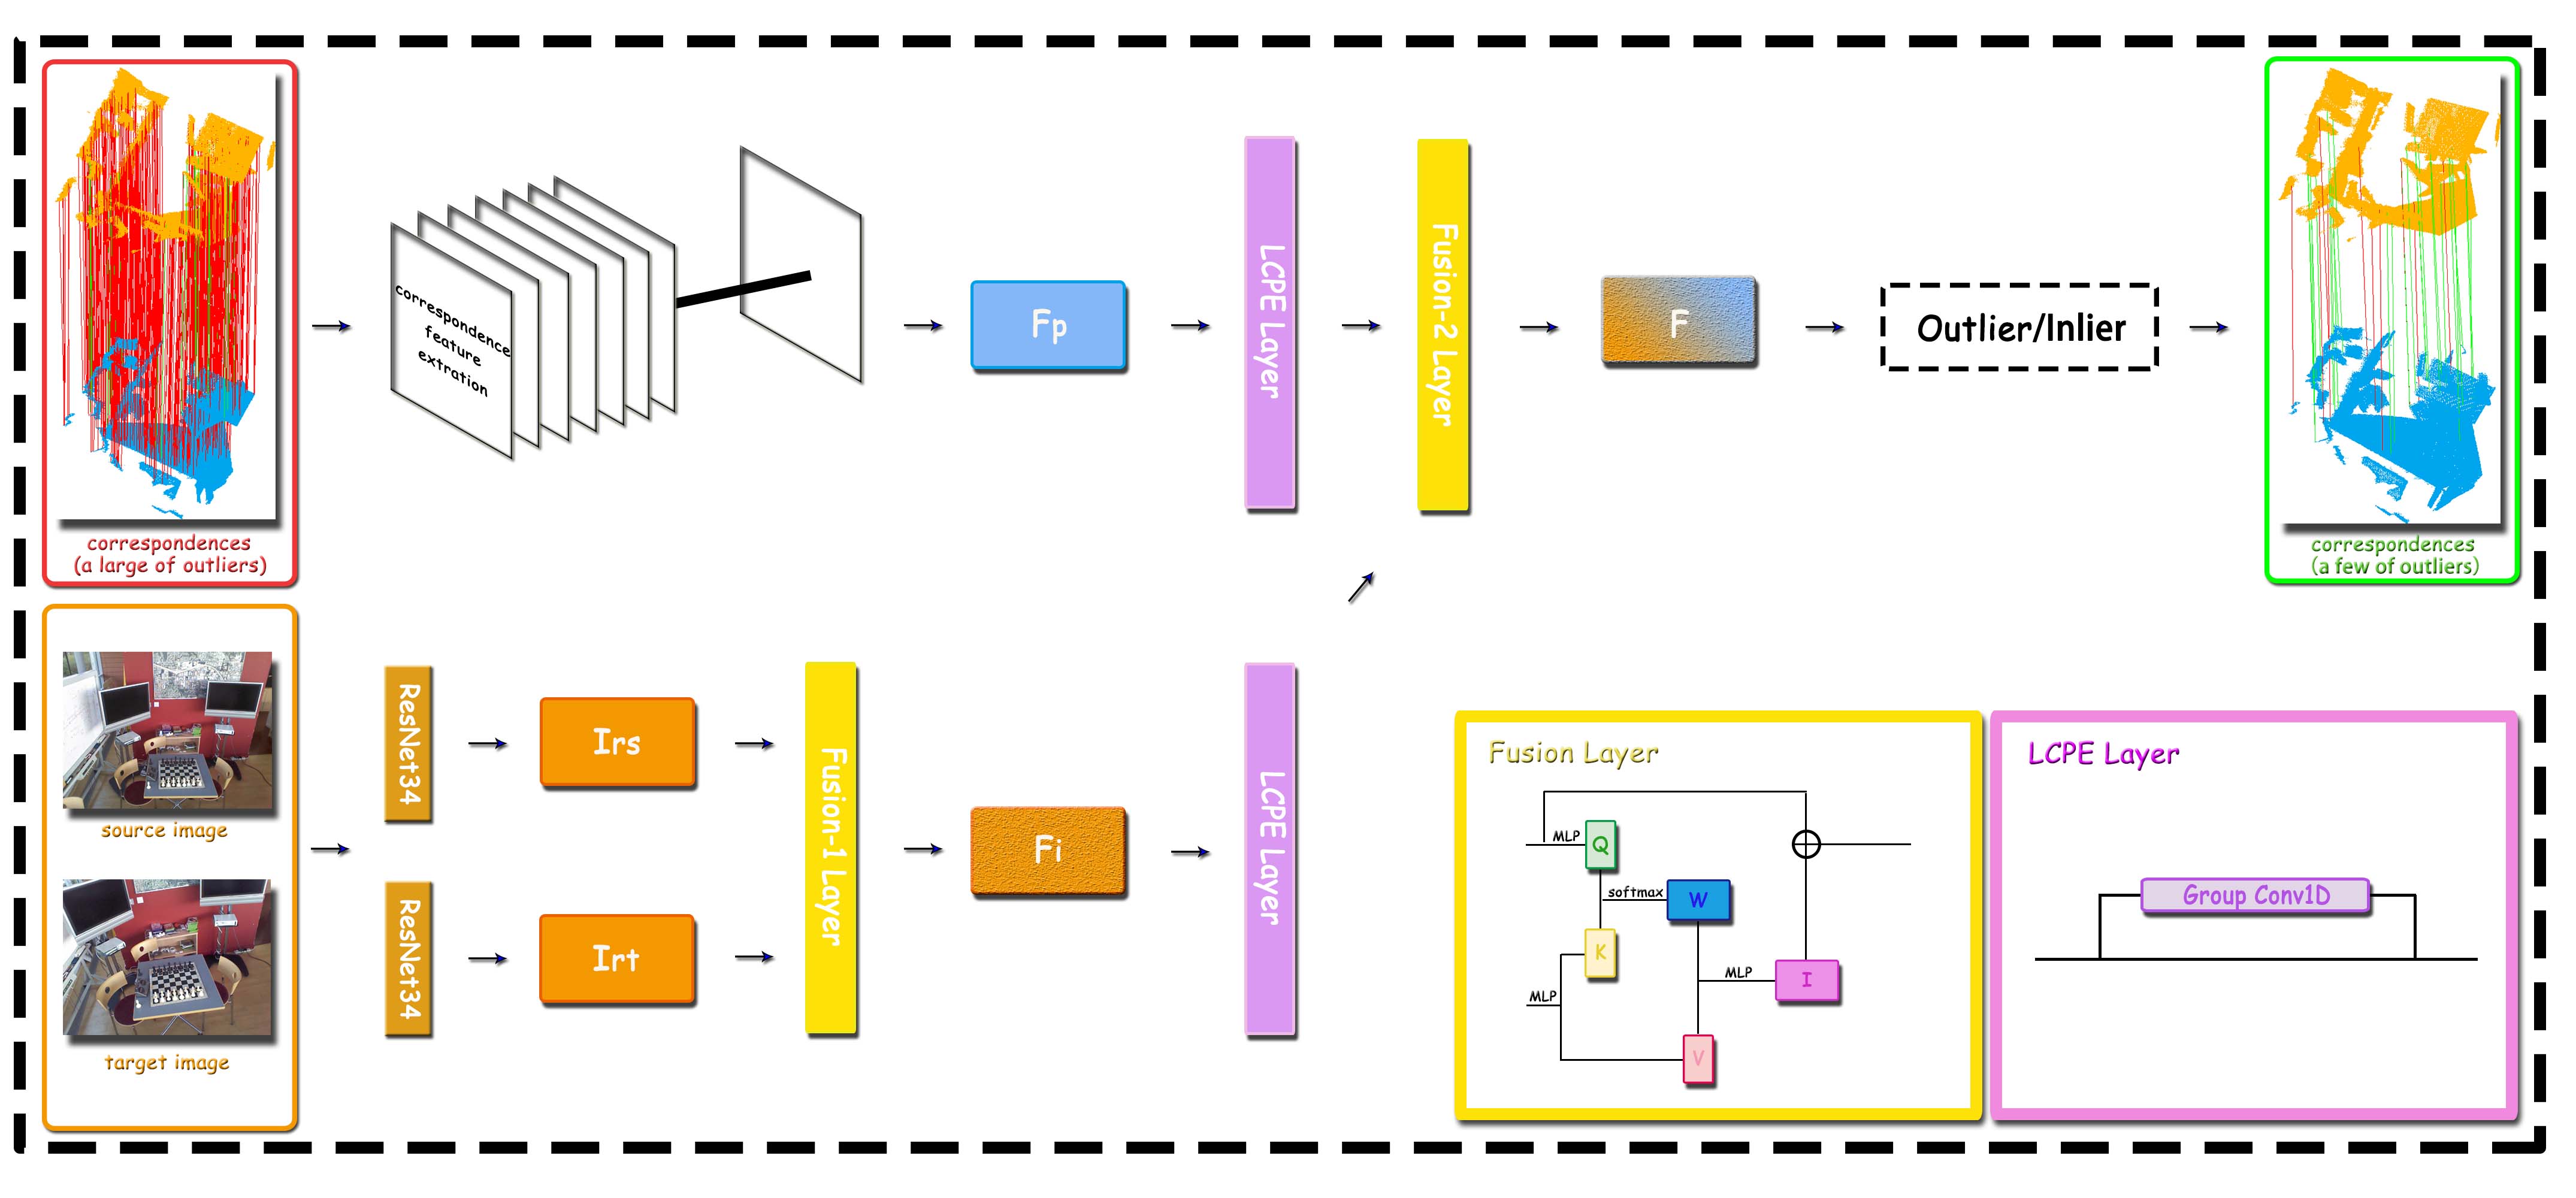 correspondences
(a large of outliers)
correspondence
feature
extration
Fp
LCPE Layer
Fusion-2 Layer
F
Outlier/Inlier
correspondences
(a few of outliers)
source image
target image
ResNet34
ResNet34
Irs
Irt
Fusion-1 Layer
Fi
LCPE Layer
Fusion Layer
MLP
Q
softmax
W
K
MLP
I
MLP
V
LCPE Layer
Group Conv1D